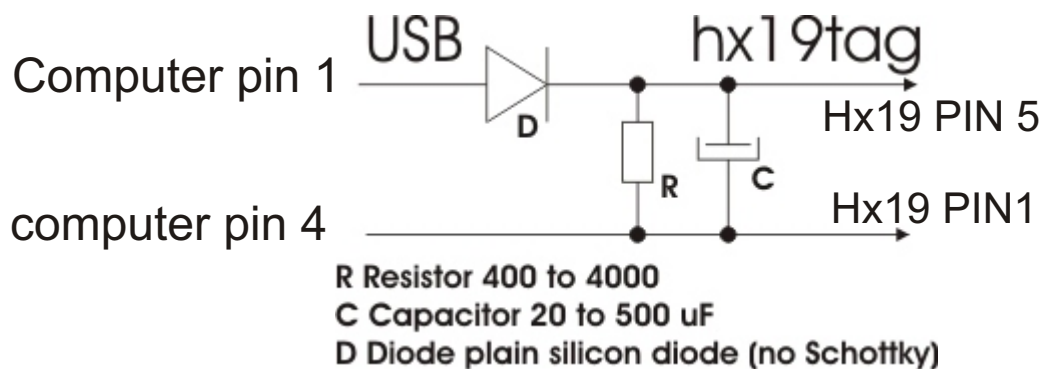 USB hx19tag
Computer pin 1
Hx19 PIN 5
D
R
C
computer pin 4
Hx19 PIN1
R Resistor 400 to 4000
C Capacitor 20 to 500 uF
D Diode plain silicon diode (no Schottky)